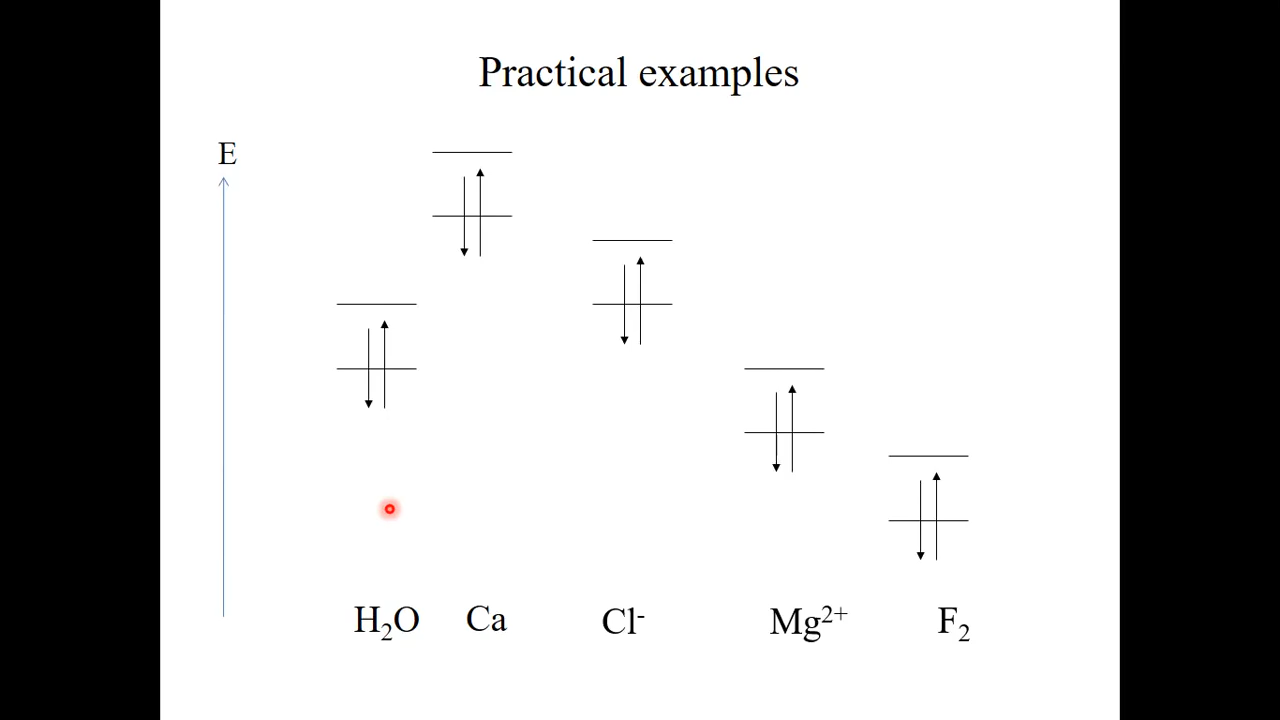 Practical examples
E
H₂O Ca Cl⁻ Mg²⁺ F₂